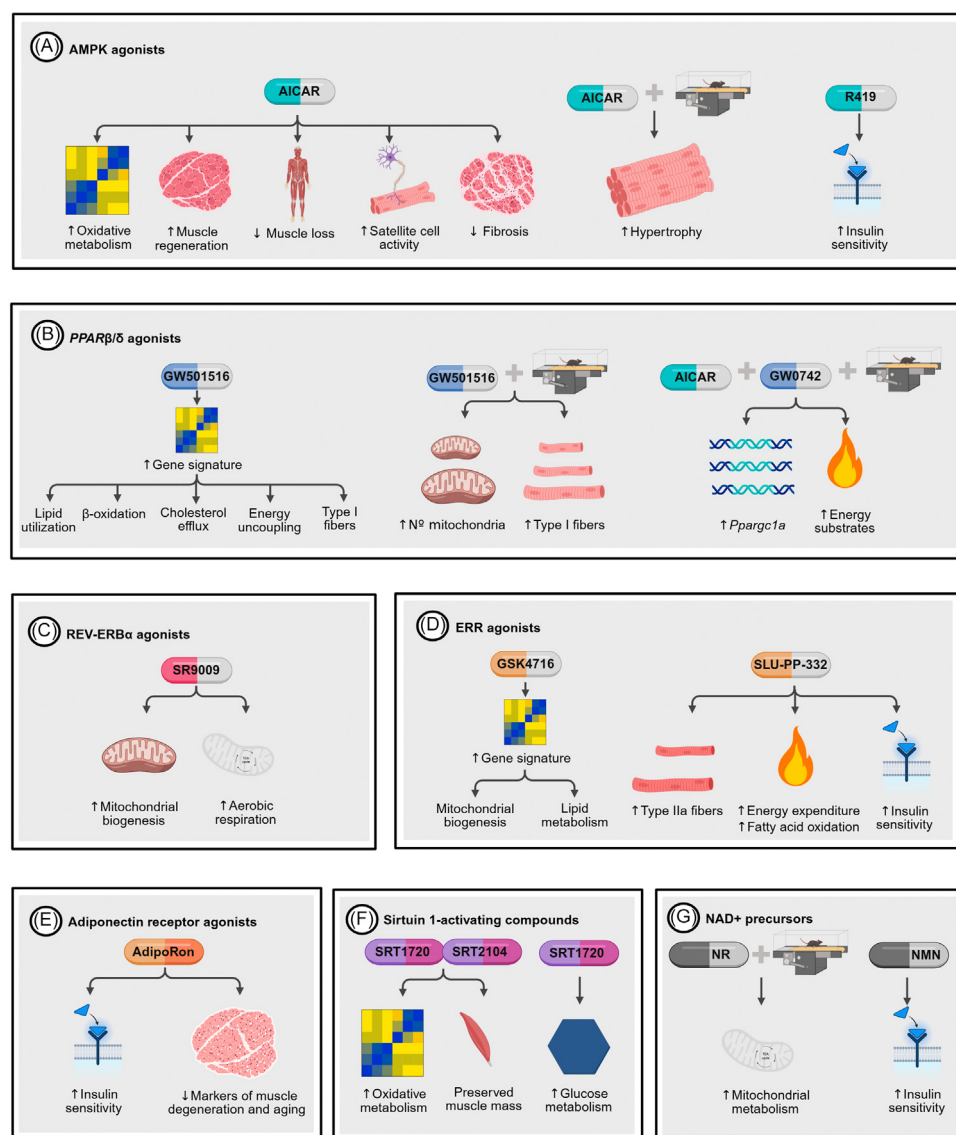 (A) AMPK agonists
AICAR
AICAR
R419
↑Oxidative
metabolism
↑Muscle
regeneration
↓ Muscle loss
↑Satellite cell
activity
↓ Fibrosis
↑Hypertrophy
↑Insulin
sensitivity
(B) PPARβ/δ agonists
GW501516
↑Gene signature
Lipid
utilization
β-oxidation
Cholesterol
efflux
Energy
uncoupling
Type I
fibers
GW501516
↑Nº mitochondria
↑Type I fibers
AICAR
GW0742
↑Ppargc1a
↑Energy
substrates
(C) REV-ERBα agonists
SR9009
↑Mitochondrial
biogenesis
↑Aerobic
respiration
(D) ERR agonists
GSK4716
↑Gene signature
Mitochondrial
biogenesis
Lipid
metabolism
SLU-PP-332
↑Type IIa fibers
↑Energy expenditure
↑Fatty acid oxidation
↑Insulin
sensitivity
(E) Adiponectin receptor agonists
AdipoRon
↑Insulin
sensitivity
↓Markers of muscle
degeneration and aging
(F) Sirtuin 1-activating compounds
SRT1720
SRT2104
SRT1720
↑Oxidative
metabolism
Preserved
muscle mass
↑Glucose
metabolism
(G) NAD+ precursors
NR
NMN
↑Mitochondrial
metabolism
↑Insulin
sensitivity